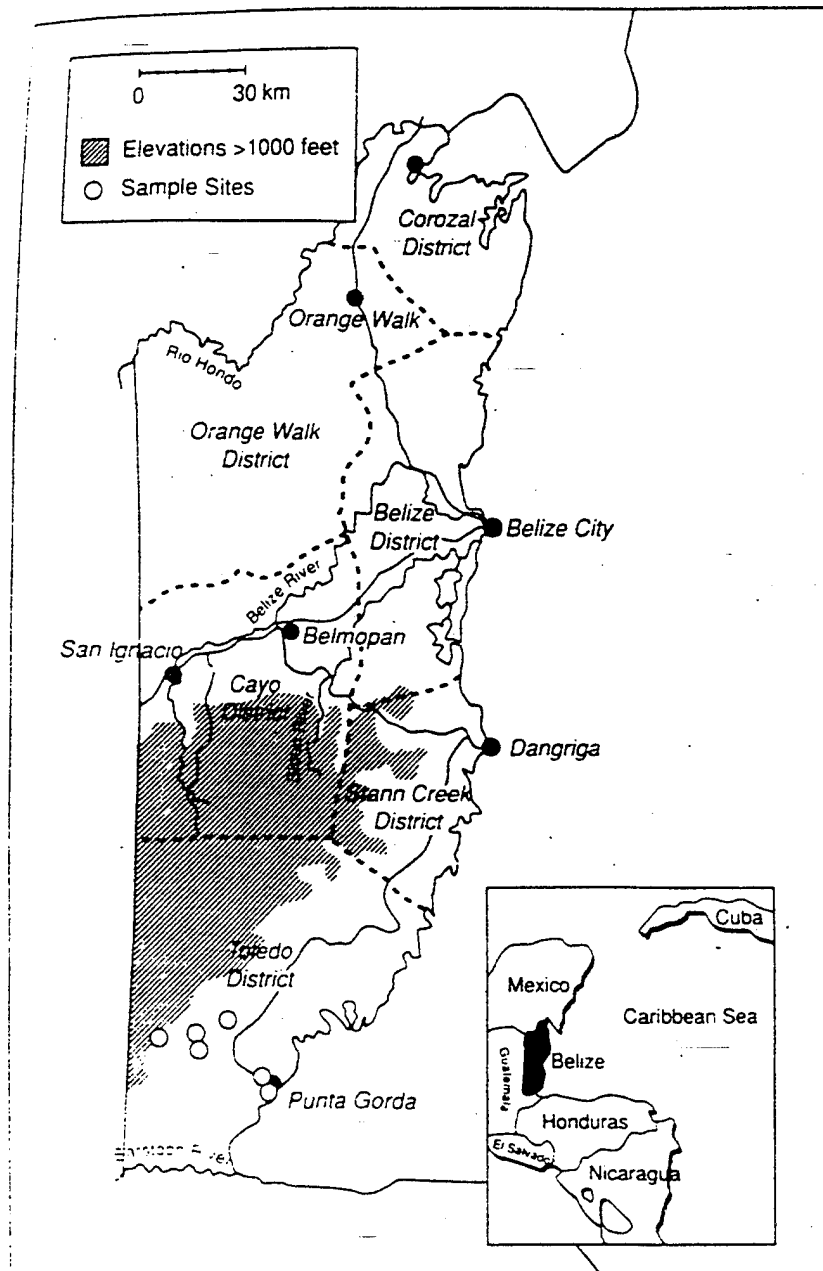 0 30 km
Elevations >1000 feet
Sample Sites
Corozal
District
Orange Walk
Rio Hondo
Orange Walk
District
Belize
District
Belize City
Belize River
Belmopan
San Ignacio
Cayo
District
Dangriga
Stann Creek
District
Toledo
District
Punta Gorda
Cuba
Mexico
Caribbean Sea
Guatemala
Belize
Honduras
El Salvador
Nicaragua